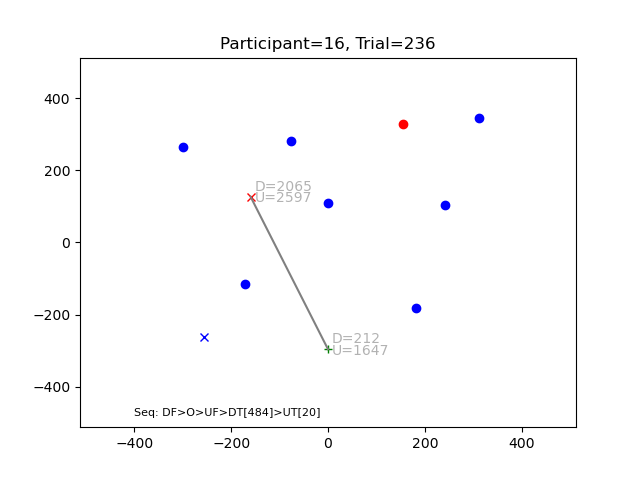 Participant=16, Trial=236
400
200
0
−200
−400
D=2065
U=2597
D=212
U=1647
Seq: DF>O>UF>DT[484]>UT[20]
−400
−200
0
200
400